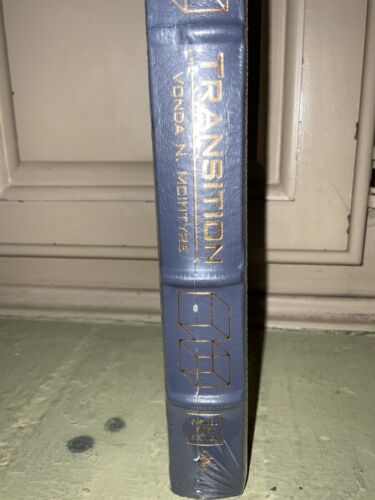 TRANSITION
VONDA N. MCINTYRE